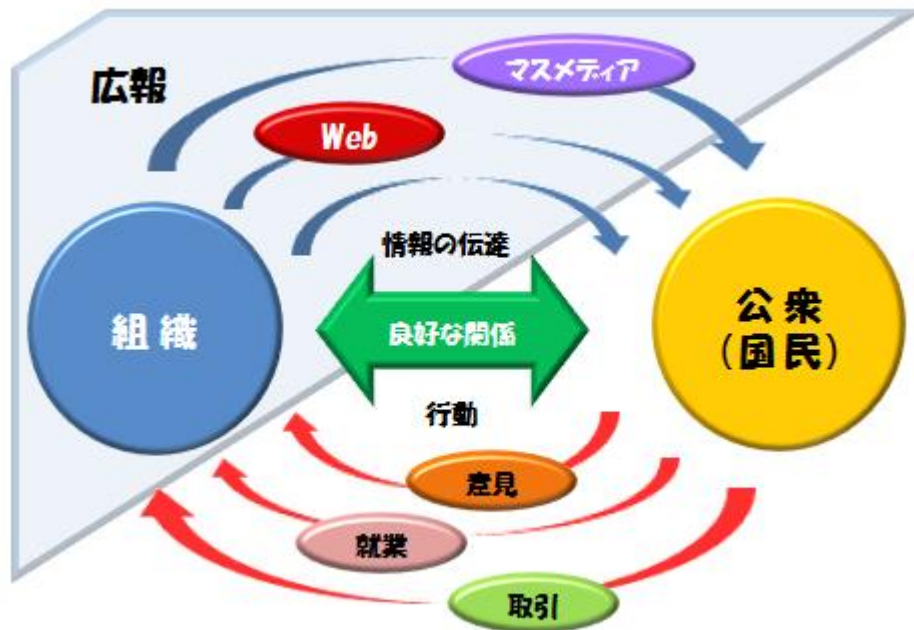 広報
マスメディア
Web
情報の伝達
組織
良好な関係
公衆
(国民)
行動
意見
就業
取引